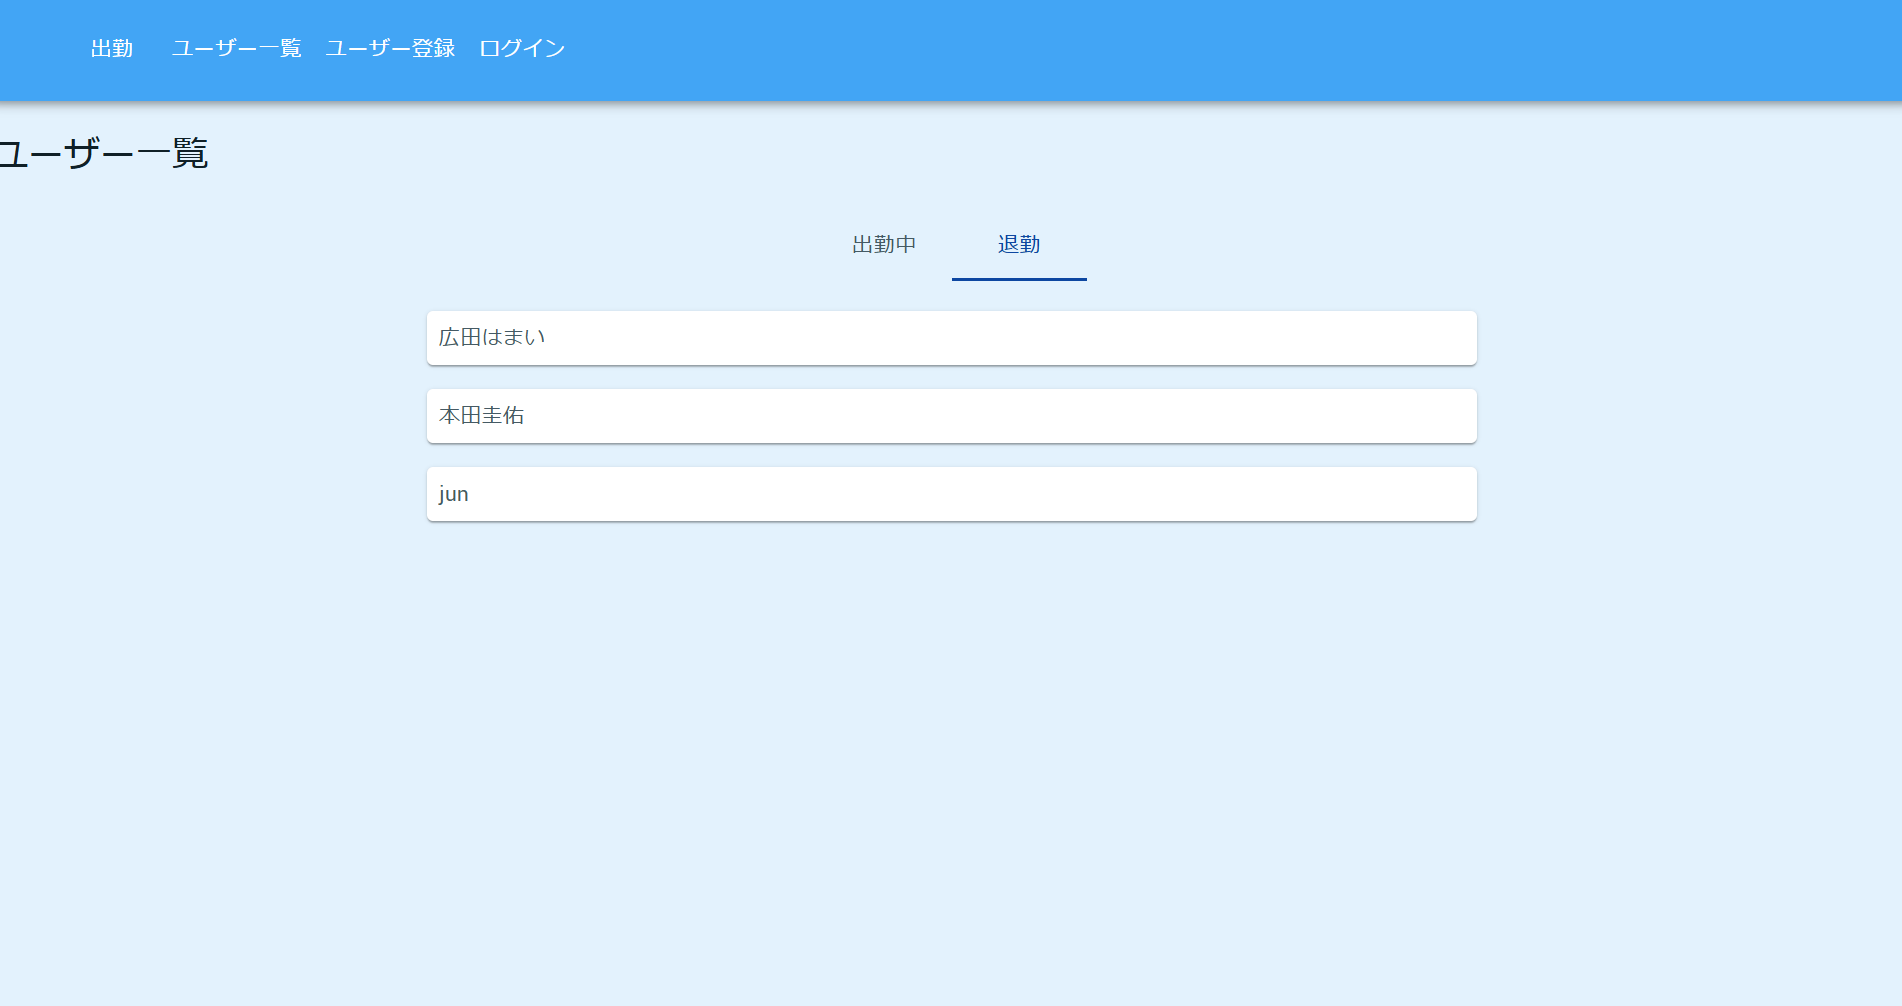 出勤 ユーザー一覧 ユーザー登録 ログイン
ユーザー一覧
出勤中 退勤
広田はまい
本田圭佑
jun